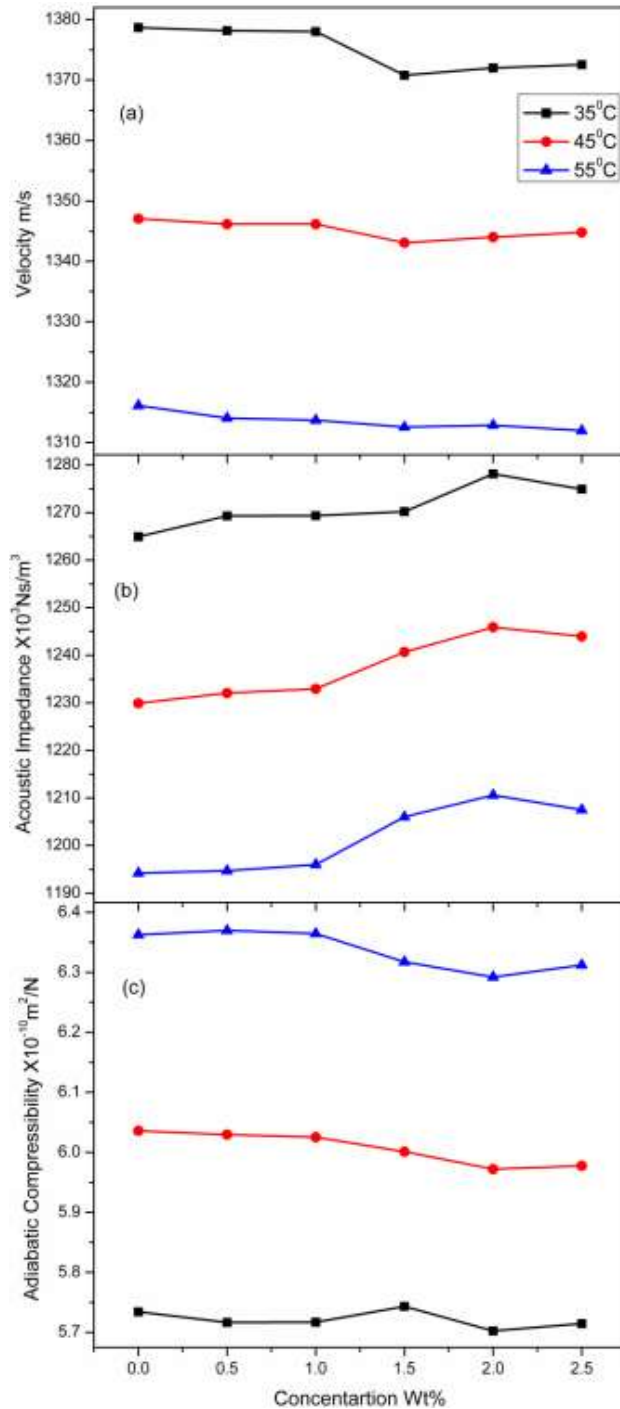 1380
1370
1360
1350
1340
1330
1320
1310
Velocity m/s
(a)
35⁰C
45⁰C
55⁰C
1280
1270
1260
1250
1240
1230
1220
1210
1200
1190
Acoustic Impedance X10³Ns/m³
(b)
6.4
6.3
6.2
6.1
6.0
5.9
5.8
5.7
Adiabatic Compressibility X10⁻¹⁰m²/N
(c)
0.0 0.5 1.0 1.5 2.0 2.5
Concentartion Wt%